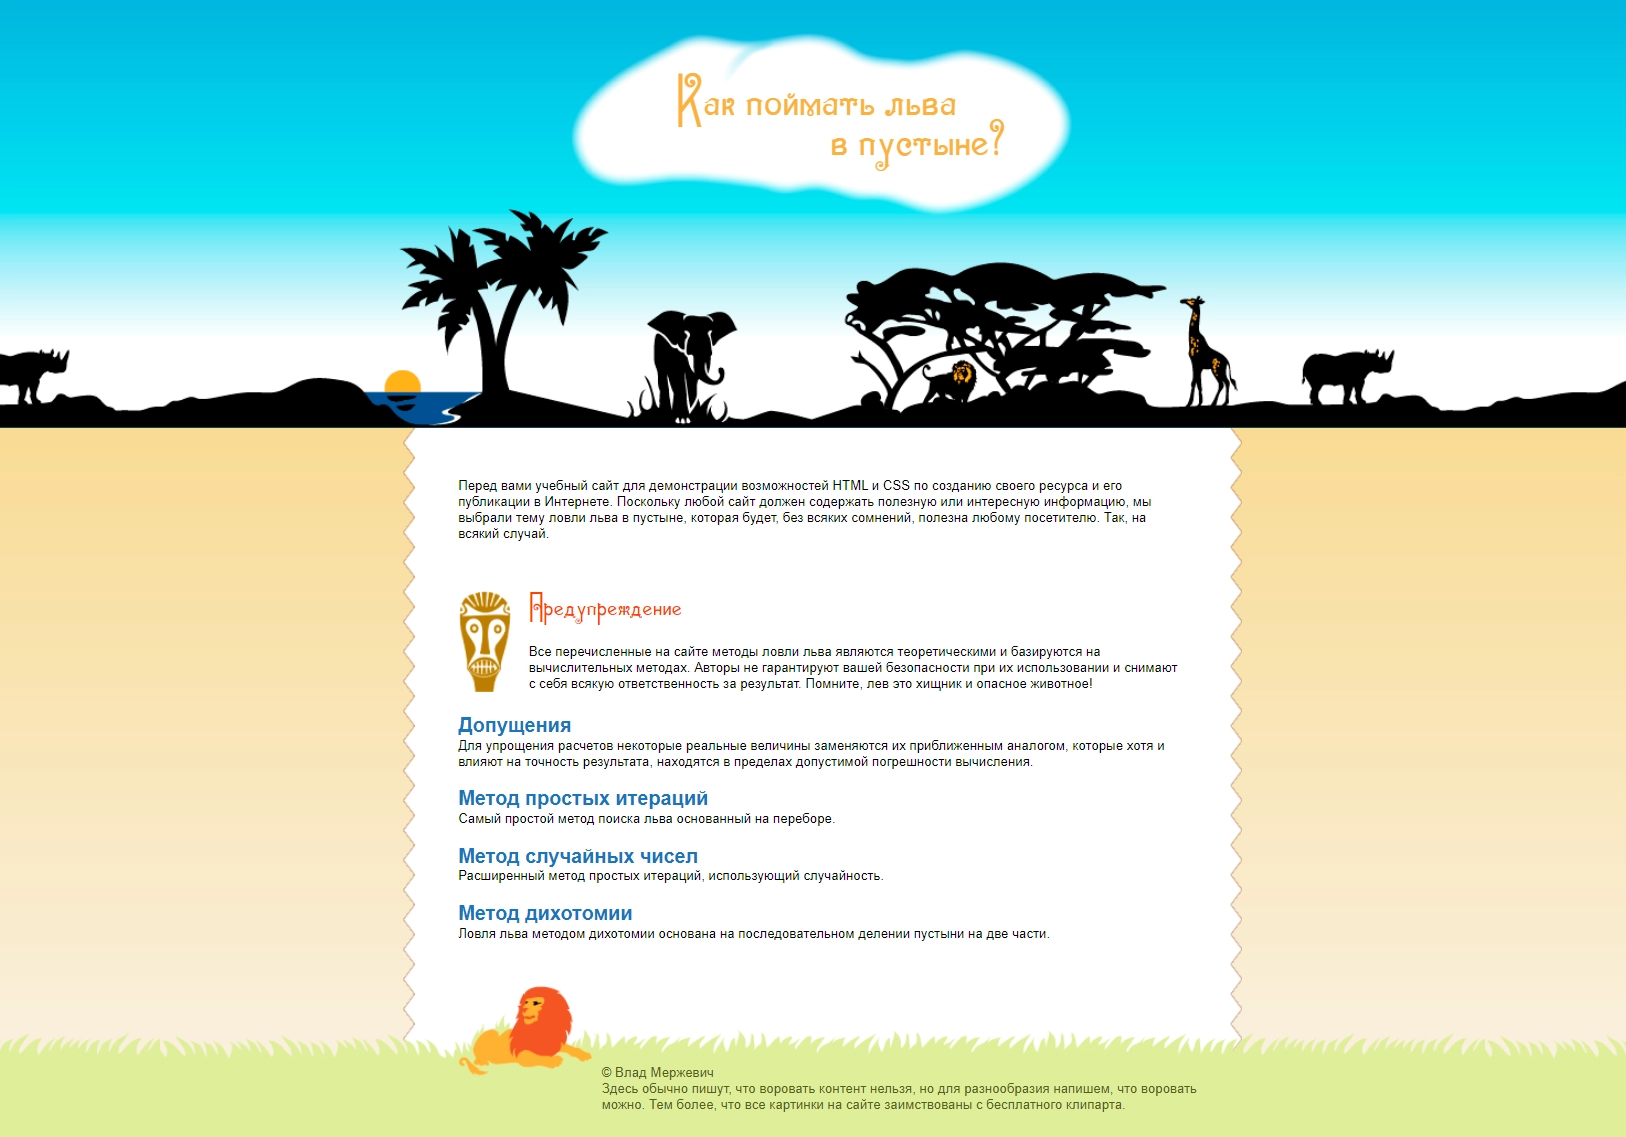 Как поймать льва
в пустыне?
Перед вами учебный сайт для демонстрации возможностей HTML и CSS по созданию своего ресурса и его
публикации в Интернете. Поскольку любой сайт должен содержать полезную или интересную информацию, мы
выбрали тему ловли льва в пустыне, которая будет, без всяких сомнений, полезна любому посетителю. Так, на
всякий случай.
Предупреждение
Все перечисленные на сайте методы ловли льва являются теоретическими и базируются на
вычислительных методах. Авторы не гарантируют вашей безопасности при их использовании и снимают
с себя всякую ответственность за результат. Помните, лев это хищник и опасное животное!
Допущения
Для упрощения расчетов некоторые реальные величины заменяются их приближенным аналогом, которые хотя и
влияют на точность результата, находятся в пределах допустимой погрешности вычисления.
Метод простых итераций
Самый простой метод поиска льва основанный на переборе.
Метод случайных чисел
Расширенный метод простых итераций, использующий случайность.
Метод дихотомии
Ловля льва методом дихотомии основана на последовательном делении пустыни на две части.
© Влад Мержевич
Здесь обычно пишут, что воровать контент нельзя, но для разнообразия напишем, что воровать
можно. Тем более, что все картинки на сайте заимствованы с бесплатного клипарта.